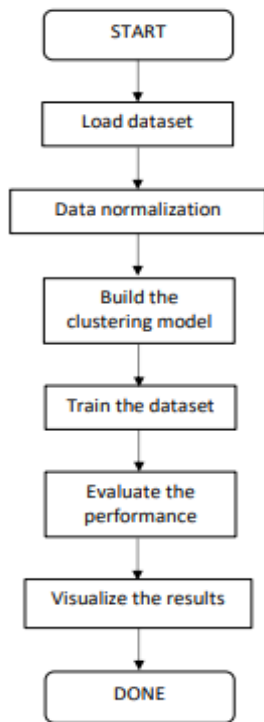 START
Load dataset
Data normalization
Build the
clustering model
Train the dataset
Evaluate the
performance
Visualize the results
DONE